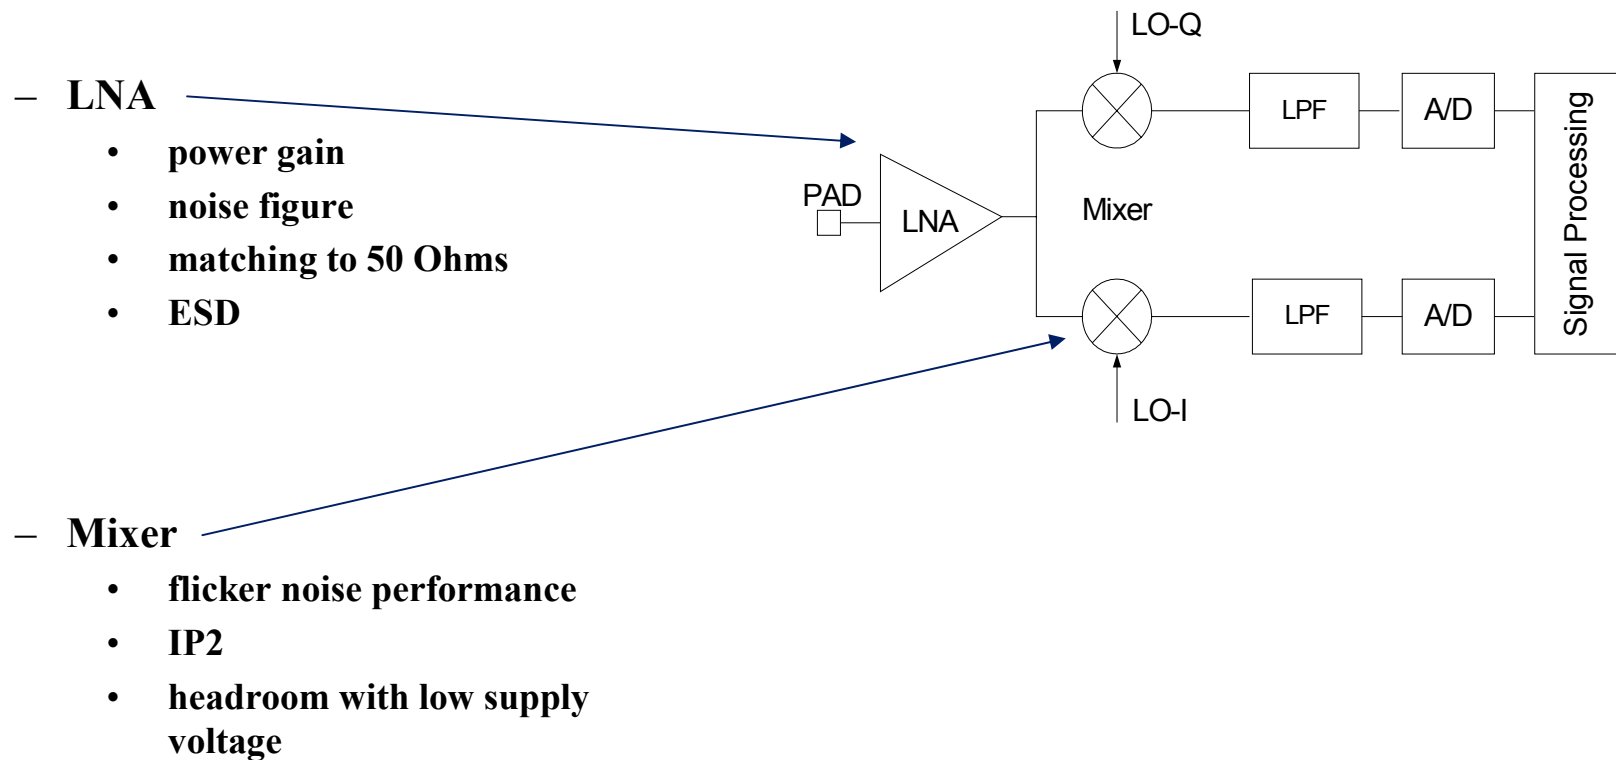 – LNA
• power gain
• noise figure
• matching to 50 Ohms
• ESD
– Mixer
• flicker noise performance
• IP2
• headroom with low supply
voltage
LO-Q
LPF
A/D
PAD
LNA
Mixer
Signal Processing
LPF
A/D
LO-I